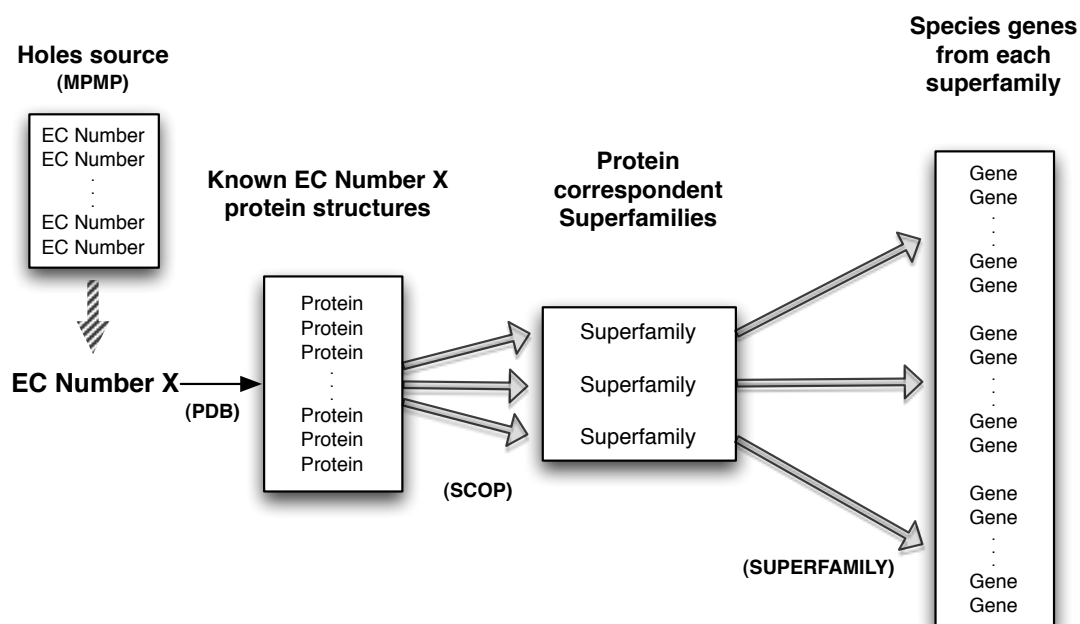 Holes source
(MPMP)
EC Number
EC Number
.
.
.
EC Number
EC Number
EC Number X
(PDB)
Known EC Number X
protein structures
Protein
Protein
Protein
.
.
.
Protein
Protein
Protein
(SCOP)
Protein
correspondent
Superfamilies
Superfamily
Superfamily
Superfamily
(SUPERFAMILY)
Species genes
from each
superfamily
Gene
Gene
.
.
.
Gene
Gene
Gene
Gene
.
.
.
Gene
Gene
Gene
Gene
.
.
.
Gene
Gene